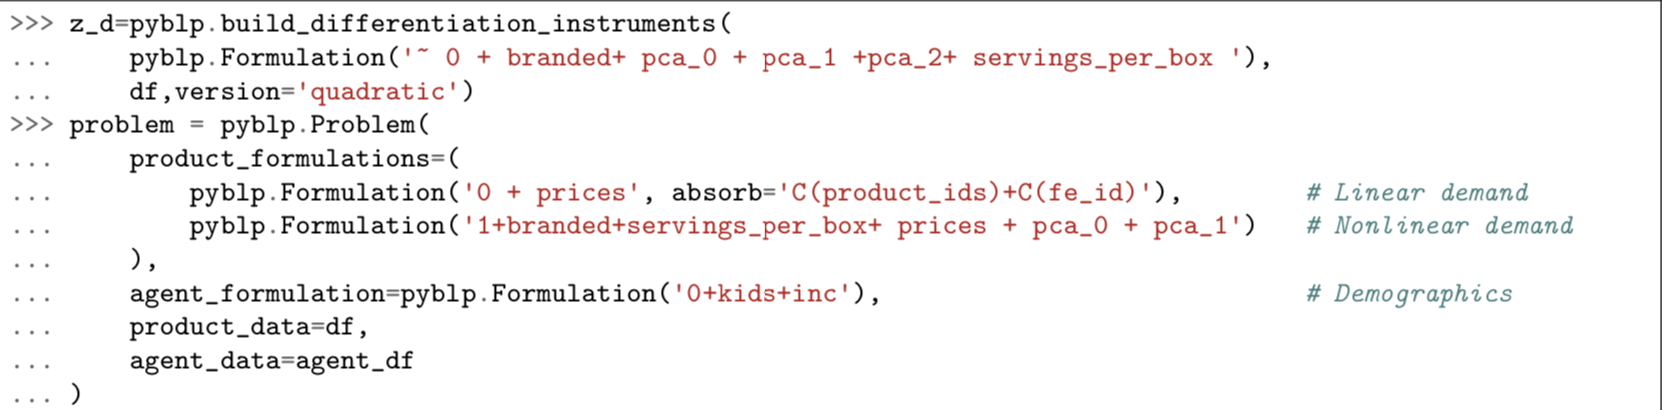 >>> z_d=pyblp.build_differentiation_instruments(
...     pyblp.Formulation('~ 0 + branded+ pca_0 + pca_1 +pca_2+ servings_per_box '),
...     df,version='quadratic')
>>> problem = pyblp.Problem(
...     product_formulations=(
...         pyblp.Formulation('0 + prices', absorb='C(product_ids)+C(fe_id)'),        # Linear demand
...         pyblp.Formulation('1+branded+servings_per_box+ prices + pca_0 + pca_1')   # Nonlinear demand
...     ),
...     agent_formulation=pyblp.Formulation('0+kids+inc'),                            # Demographics
...     product_data=df,
...     agent_data=agent_df
... )